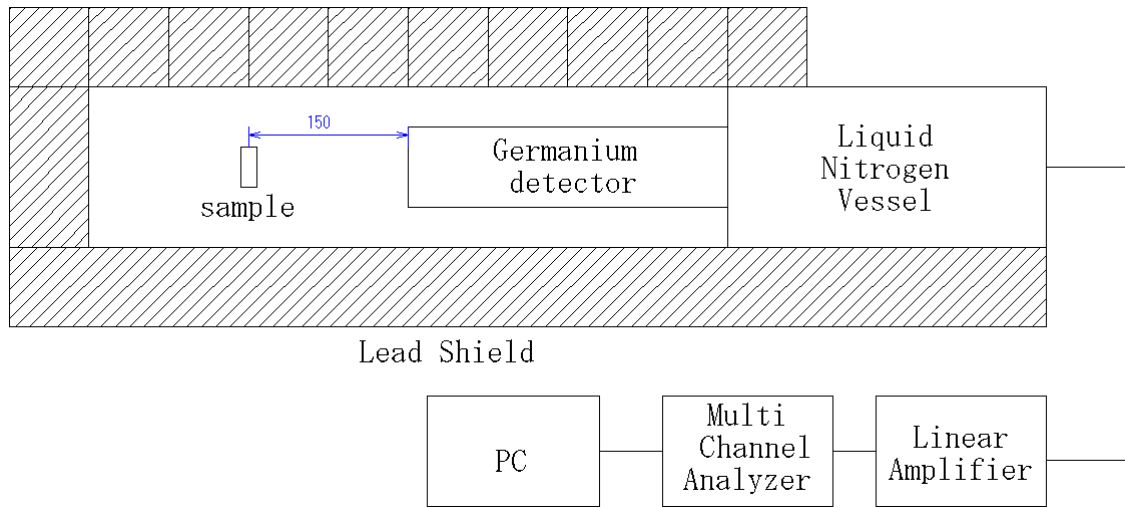 150
Germanium
detector
Liquid
Nitrogen
Vessel
sample
Lead Shield
PC
Multi
Channel
Analyzer
Linear
Amplifier